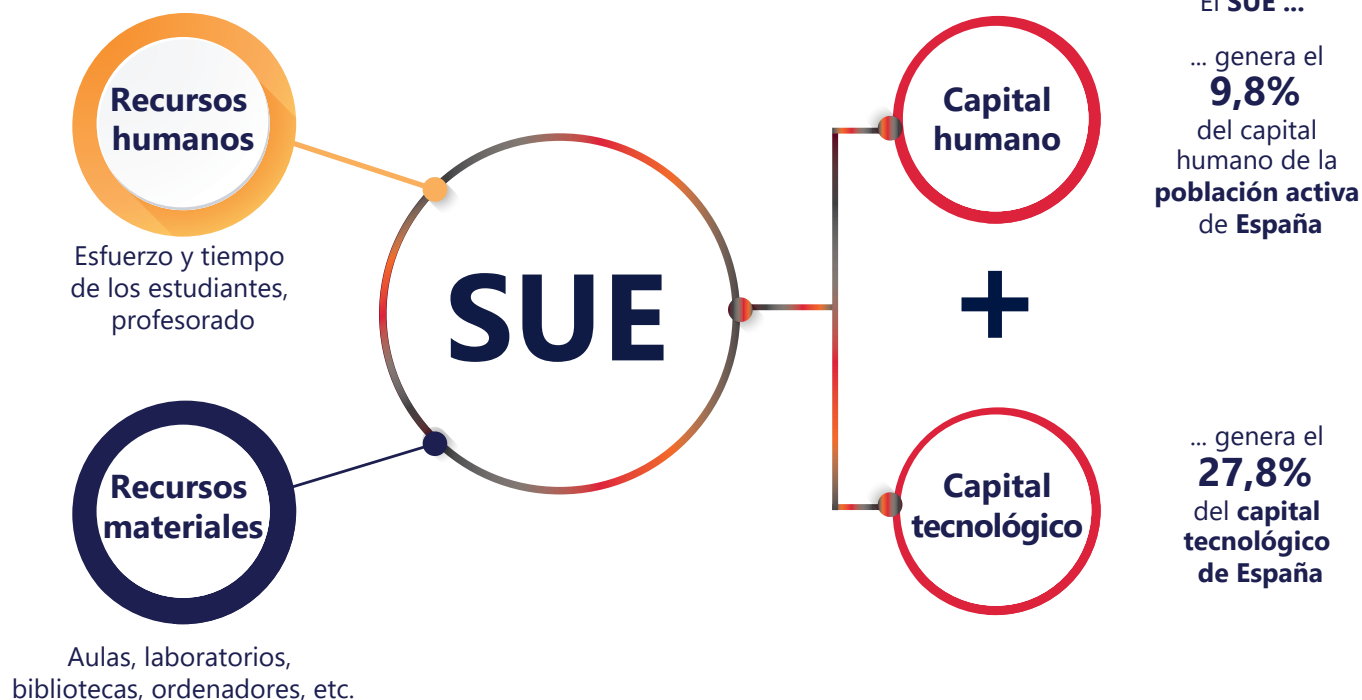 Recursos
humanos
Esfuerzo y tiempo
de los estudiantes,
profesorado
Recursos
materiales
Aulas, laboratorios,
bibliotecas, ordenadores, etc.
SUE
Capital
humano
+
Capital
tecnológico
El SUE ...
... genera el
9,8%
del capital
humano de la
población activa
de España
... genera el
27,8%
del capital
tecnológico
de España